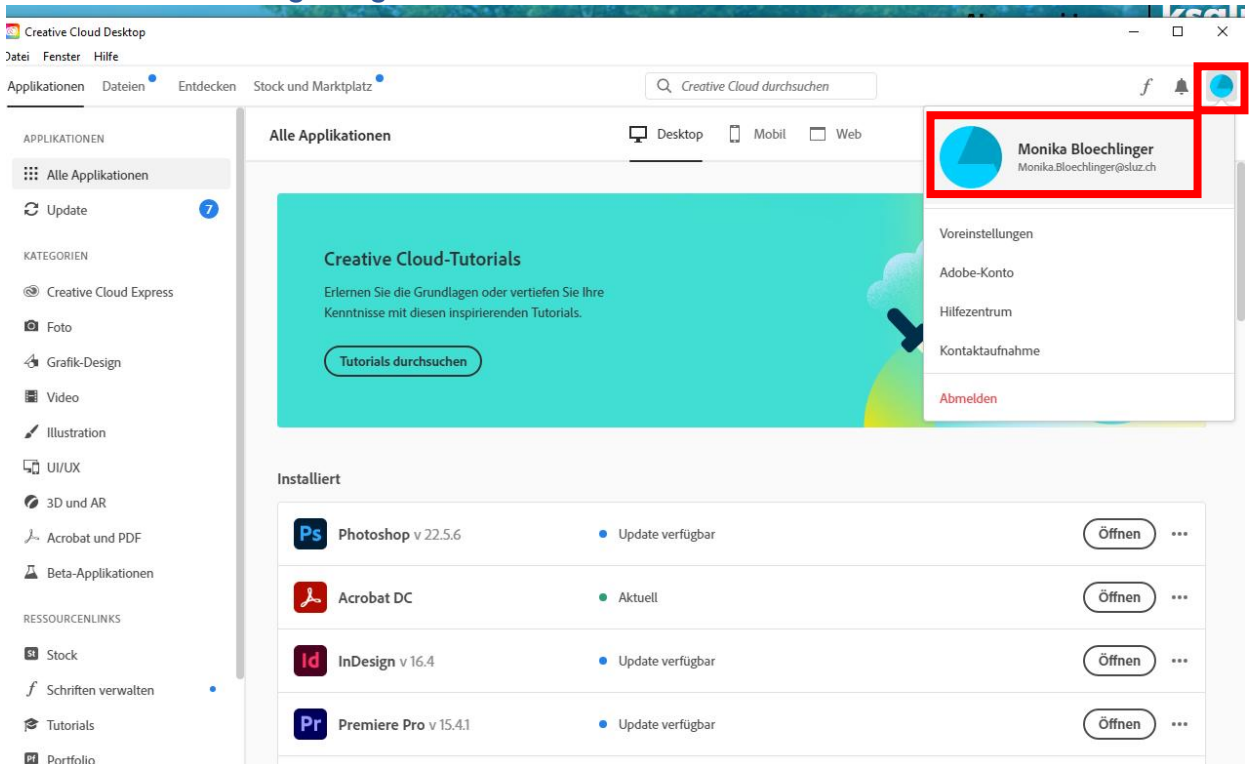 Creative Cloud Desktop
Datei Fenster Hilfe
Applikationen Dateien Entdecken Stock und Marktplatz
Creative Cloud durchsuchen
APPLIKATIONEN
Alle Applikationen
Update 7
KATEGORIEN
Creative Cloud Express
Foto
Grafik-Design
Video
Illustration
UI/UX
3D und AR
Acrobat und PDF
Beta-Applikationen
RESSOURCENLINKS
St Stock
Schriften verwalten
Tutorials
Pf Portfolio
Alle Applikationen
Desktop Mobil Web
Creative Cloud-Tutorials
Erlernen Sie die Grundlagen oder vertiefen Sie Ihre
Kenntnisse mit diesen inspirierenden Tutorials.
Tutorials durchsuchen
Monika Bloechlinger
Monika.Bloechlinger@sluz.ch
Voreinstellungen
Adobe-Konto
Hilfezentrum
Kontaktaufnahme
Abmelden
Installiert
Ps Photoshop v 22.5.6 Update verfügbar Öffnen
Acrobat DC Aktuell Öffnen
Id InDesign v 16.4 Update verfügbar Öffnen
Pr Premiere Pro v 15.4.1 Update verfügbar Öffnen